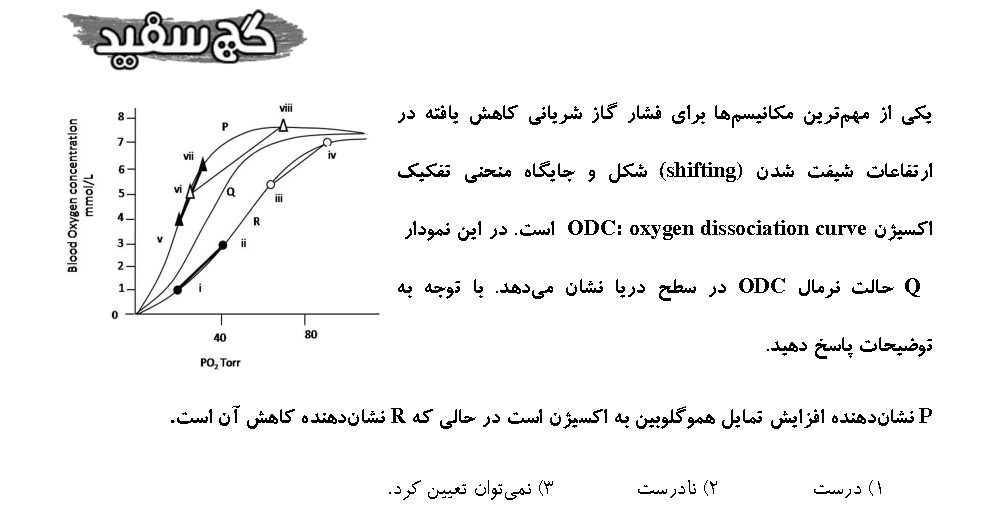 گچ سفید
یکی از مهم‌ترین مکانیسم‌ها برای فشار گاز شریانی کاهش یافته در
ارتفاعات شیفت شدن (shifting) شکل و جایگاه منحنی تفکیک
اکسیژن ODC: oxygen dissociation curve است. در این نمودار
Q حالت نرمال ODC در سطح دریا نشان می‌دهد. با توجه به
توضیحات پاسخ دهید.
Blood Oxygen concentration
mmol/L
8
7
6
5
4
3
2
1
0
40
80
PO₂ Torr
P
Q
R
i
ii
iii
iv
v
vi
vii
viii
P نشان‌دهنده افزایش تمایل هموگلوبین به اکسیژن است در حالی که R نشان‌دهنده کاهش آن است.
۱) درست ۲) نادرست ۳) نمی‌توان تعیین کرد.